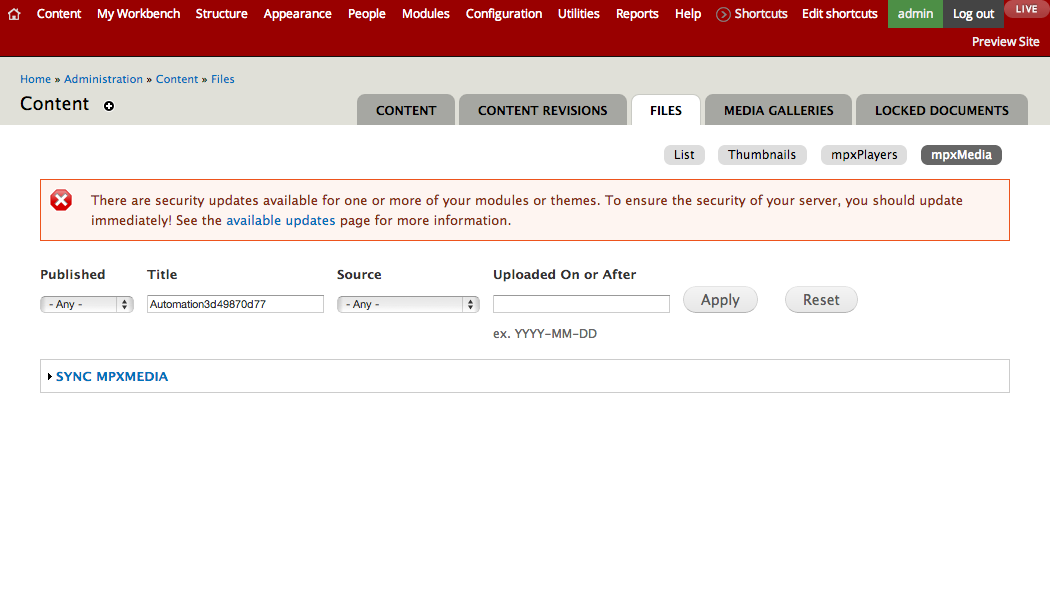 Content My Workbench Structure Appearance People Modules Configuration Utilities Reports Help Shortcuts Edit shortcuts admin Log out LIVE
Preview Site
Home » Administration » Content » Files
Content
CONTENT CONTENT REVISIONS FILES MEDIA GALLERIES LOCKED DOCUMENTS
List Thumbnails mpxPlayers mpxMedia
There are security updates available for one or more of your modules or themes. To ensure the security of your server, you should update
immediately! See the available updates page for more information.
Published Title Source Uploaded On or After
- Any - Automation3d49870d77 - Any - Apply Reset
ex. YYYY-MM-DD
SYNC MPXMEDIA